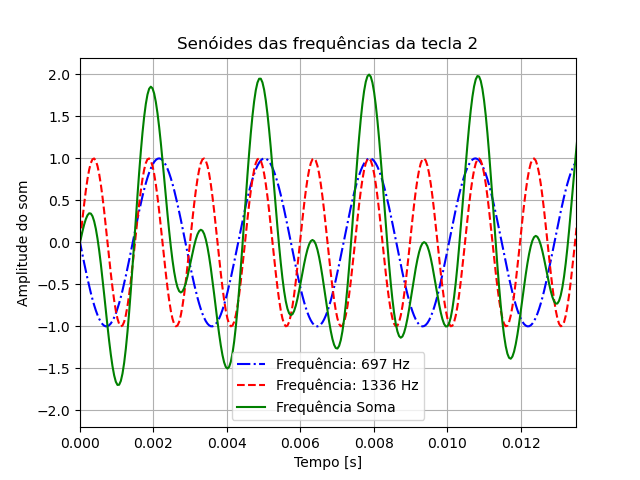 Senóides das frequências da tecla 2
2.0
1.5
1.0
0.5
0.0
−0.5
−1.0
−1.5
−2.0
Amplitude do som
Frequência: 697 Hz
Frequência: 1336 Hz
Frequência Soma
0.000 0.002 0.004 0.006 0.008 0.010 0.012
Tempo [s]